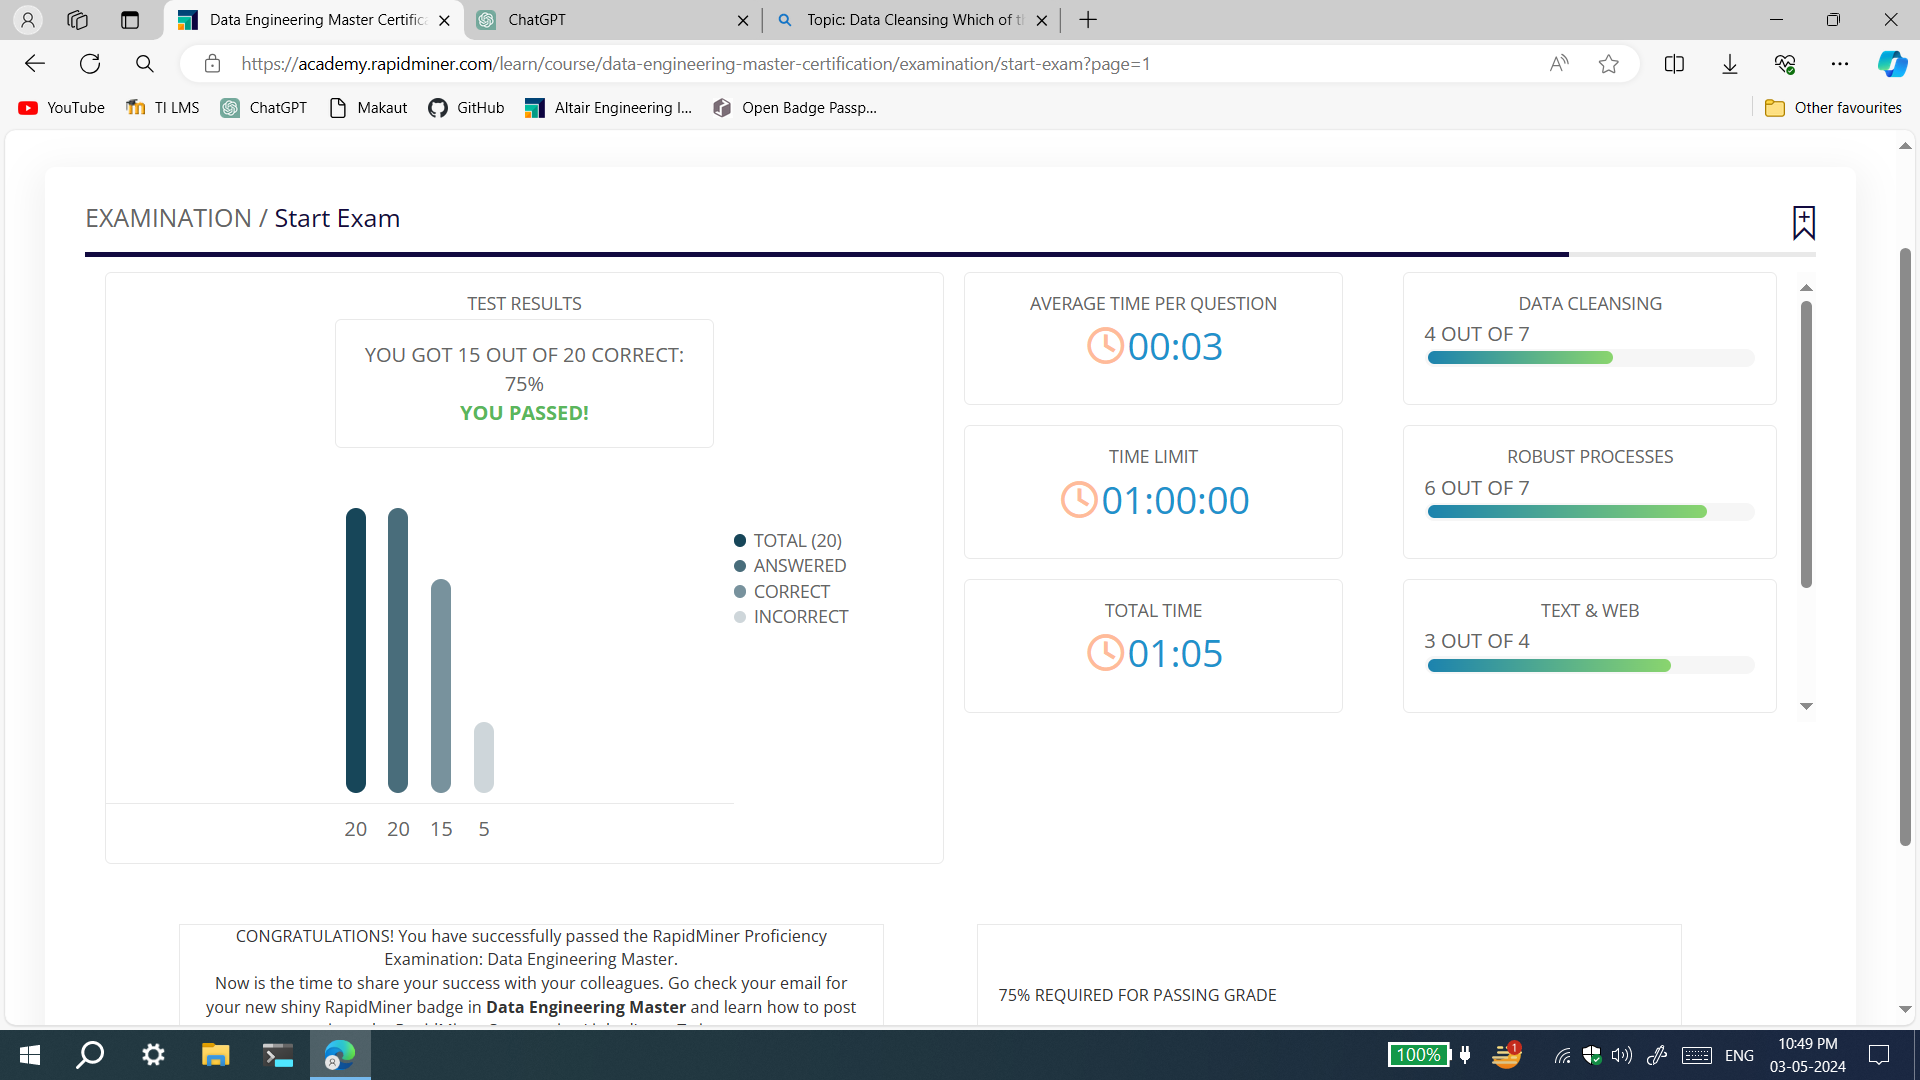 Data Engineering Master Certific
ChatGPT
Topic: Data Cleansing Which of t
https://academy.rapidminer.com/learn/course/data-engineering-master-certification/examination/start-exam?page=1
YouTube
TI LMS
ChatGPT
Makaut
GitHub
Altair Engineering I...
Open Badge Passp...
Other favourites
EXAMINATION / Start Exam
TEST RESULTS
YOU GOT 15 OUT OF 20 CORRECT:
75%
YOU PASSED!
TOTAL (20)
ANSWERED
CORRECT
INCORRECT
20 20 15 5
AVERAGE TIME PER QUESTION
00:03
TIME LIMIT
01:00:00
TOTAL TIME
01:05
DATA CLEANSING
4 OUT OF 7
ROBUST PROCESSES
6 OUT OF 7
TEXT & WEB
3 OUT OF 4
CONGRATULATIONS! You have successfully passed the RapidMiner Proficiency
Examination: Data Engineering Master.
Now is the time to share your success with your colleagues. Go check your email for
your new shiny RapidMiner badge in Data Engineering Master and learn how to post
75% REQUIRED FOR PASSING GRADE
100%
1
ENG
10:49 PM
03-05-2024